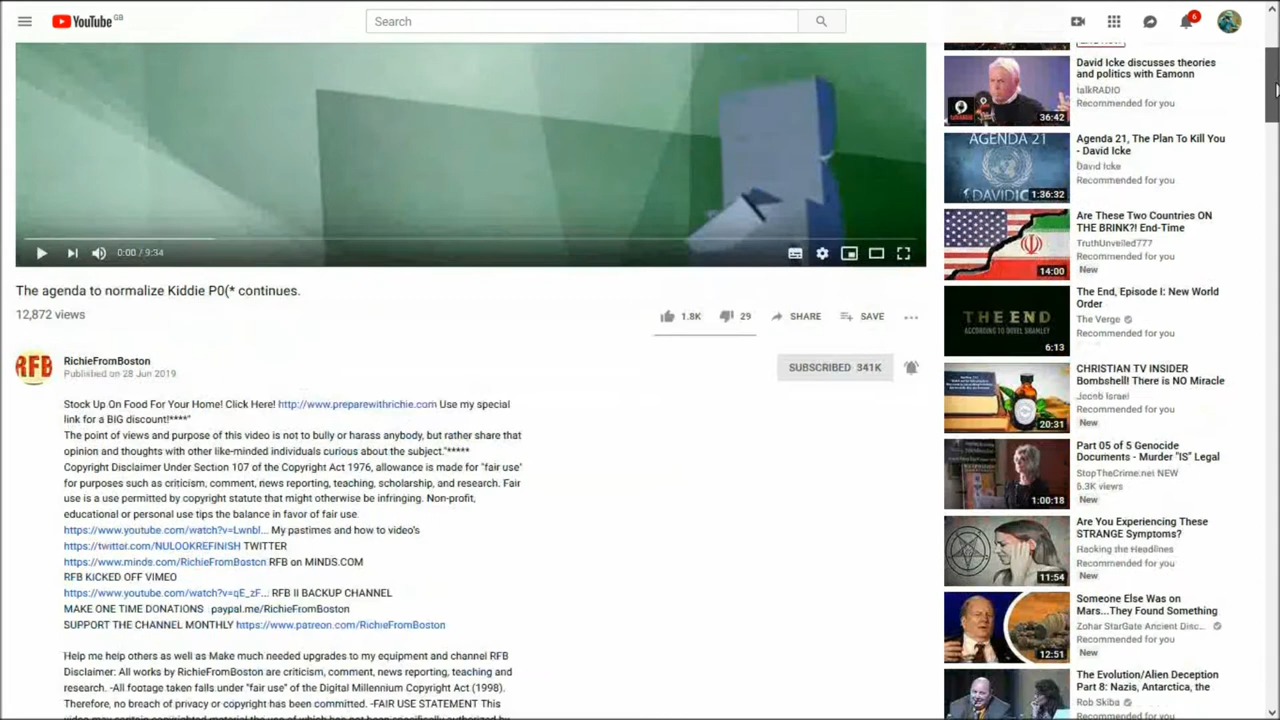 YouTube GB
Search
6
0:00 / 9:34
The agenda to normalize Kiddie P0(* continues.
12,872 views
1.8K
29
SHARE
SAVE
RFB
RichieFromBoston
Published on 28 Jun 2019
SUBSCRIBED 341K
Stock Up On Food For Your Home! Click Here! http://www.preparewithrichie.com Use my special
link for a BIG discount!****"
The point of views and purpose of this video is not to bully or harass anybody, but rather share that
opinion and thoughts with other like-minded individuals curious about the subject."*****
Copyright Disclaimer Under Section 107 of the Copyright Act 1976, allowance is made for "fair use"
for purposes such as criticism, comment, news reporting, teaching, scholarship, and research. Fair
use is a use permitted by copyright statute that might otherwise be infringing. Non-profit,
educational or personal use tips the balance in favor of fair use.
https://www.youtube.com/watch?v=Lwnbl... My pastimes and how to video's
https://twitter.com/NULOOKREFINISH TWITTER
https://www.minds.com/RichieFromBoston RFB on MINDS.COM
RFB KiCKED OFF VIMEO
https://www.youtube.com/watch?v=qE_zF... RFB II BACKUP CHANNEL
MAKE ONE TIME DONATIONS paypal.me/RichieFromBoston
SUPPORT THE CHANNEL MONTHLY https://www.patreon.com/RichieFromBoston
Help me help others as well as Make much needed upgrades to my equipment and channel RFB
Disclaimer: All works by RichieFromBoston are criticism, comment, news reporting, teaching and
research. -All footage taken falls under "fair use" of the Digital Millennium Copyright Act (1998).
Therefore, no breach of privacy or copyright has been committed. -FAIR USE STATEMENT This
David Icke discusses theories
and politics with Eamonn
talkRADIO
Recommended for you
36:42
AGENDA 21
DAVIDIC
1:36:32
Agenda 21, The Plan To Kill You
- David Icke
David Icke
Recommended for you
14:00
Are These Two Countries ON
THE BRINK?! End-Time
TruthUnveiled777
Recommended for you
New
THE END
6:13
The End, Episode I: New World
Order
The Verge
Recommended for you
20:31
CHRISTIAN TV INSIDER
Bombshell! There is NO Miracle
Jacob Israel
Recommended for you
New
1:00:18
Part 05 of 5 Genocide
Documents - Murder "IS" Legal
StopTheCrime.net NEW
6.3K views
New
11:54
Are You Experiencing These
STRANGE Symptoms?
Hacking the Headlines
Recommended for you
New
12:51
Someone Else Was on
Mars...They Found Something
Zohar StarGate Ancient Disc...
Recommended for you
New
The Evolution/Alien Deception
Part 8: Nazis, Antarctica, the
Rob Skiba
Recommended for you